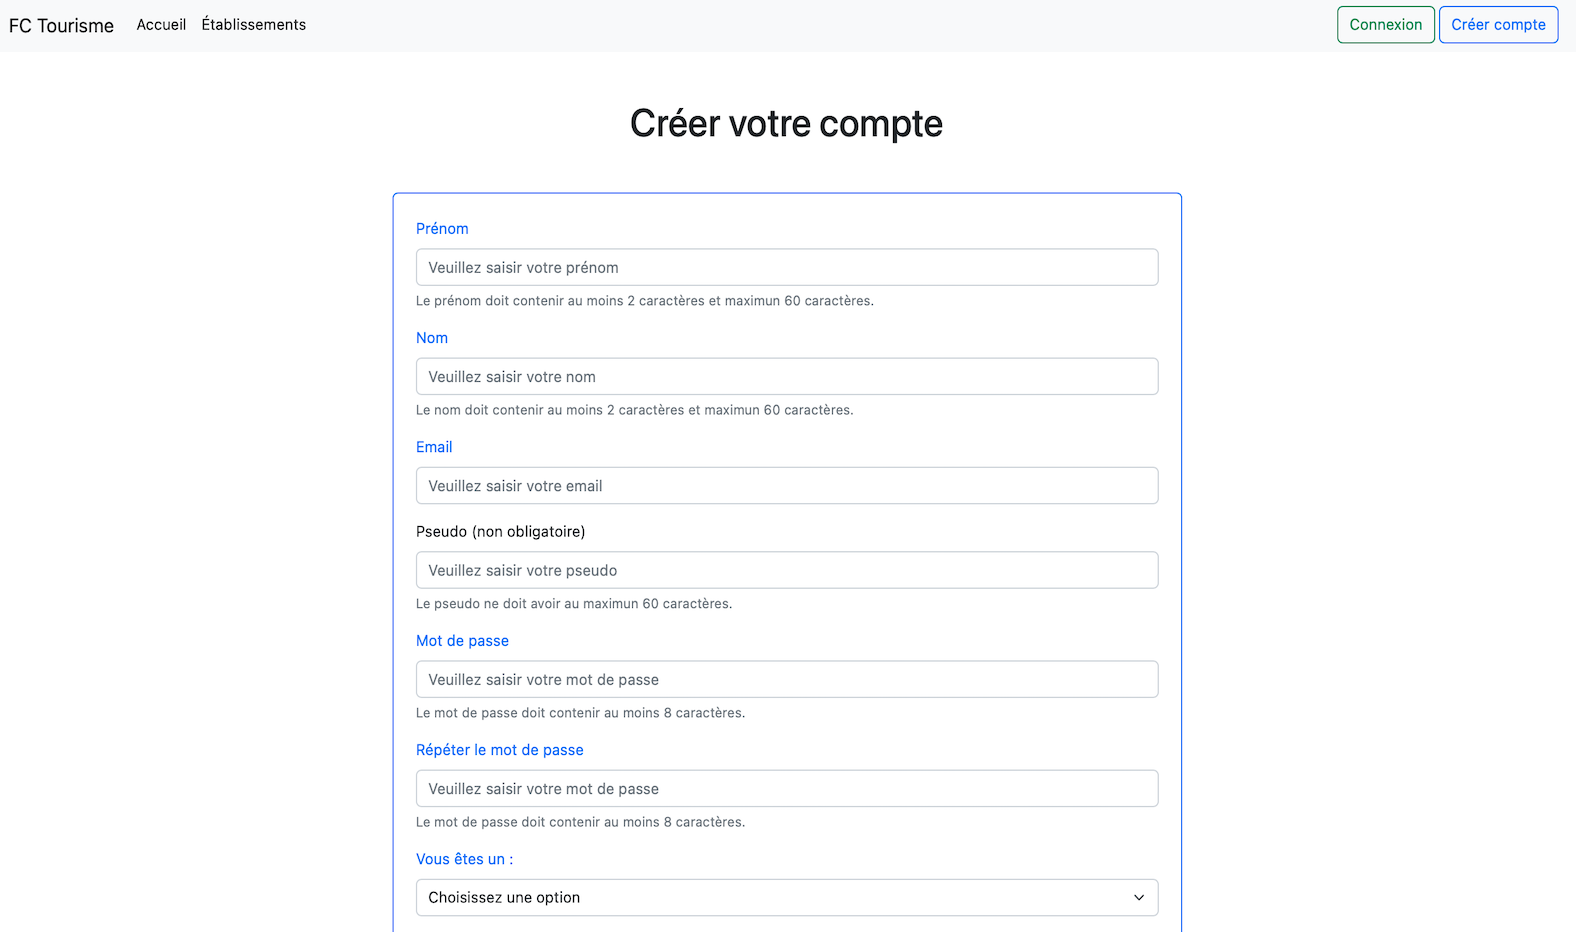 FC Tourisme Accueil Établissements Connexion Créer compte
Créer votre compte
Prénom
Veuillez saisir votre prénom
Le prénom doit contenir au moins 2 caractères et maximun 60 caractères.
Nom
Veuillez saisir votre nom
Le nom doit contenir au moins 2 caractères et maximun 60 caractères.
Email
Veuillez saisir votre email
Pseudo (non obligatoire)
Veuillez saisir votre pseudo
Le pseudo ne doit avoir au maximun 60 caractères.
Mot de passe
Veuillez saisir votre mot de passe
Le mot de passe doit contenir au moins 8 caractères.
Répéter le mot de passe
Veuillez saisir votre mot de passe
Le mot de passe doit contenir au moins 8 caractères.
Vous êtes un :
Choisissez une option